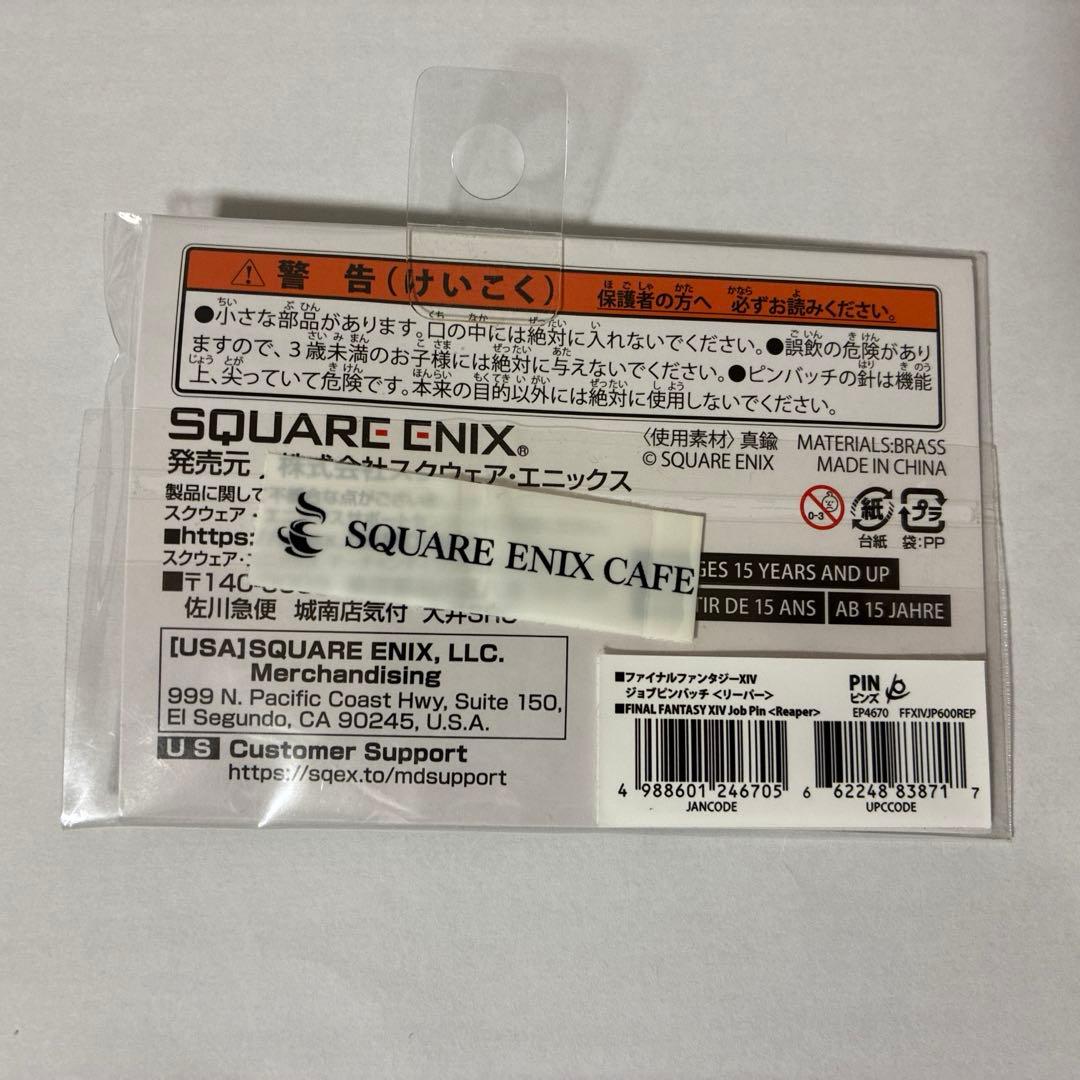 ⚠警 告(けいこく) 保護者の方へ 必ずお読みください。
●小さな部品があります。口の中には絶対に入れないでください。●誤飲の危険があり
ますので、3歳未満のお子様には絶対に与えないでください。●ピンバッチの針は機能
上、尖っていて危険です。本来の目的以外には絶対に使用しないでください。
SQUARE ENIX®
発売元
株式会社スクウェア・エニックス
〈使用素材〉真鍮 MATERIALS:BRASS
© SQUARE ENIX MADE IN CHINA
製品に関して
スクウェア・
■https:
スクウェア・
■〒140-
佐川急便 城南店気付 大井
SQUARE ENIX CAFE
0-3
紙
プラ
台紙 袋:PP
GES 15 YEARS AND UP
TIR DE 15 ANS AB 15 JAHRE
[USA]SQUARE ENIX, LLC.
Merchandising
999 N. Pacific Coast Hwy, Suite 150,
El Segundo, CA 90245, U.S.A.
US Customer Support
https://sqex.to/mdsupport
■ファイナルファンタジーXIV
ジョブピンバッチ <リーパー>
■FINAL FANTASY XIV Job Pin <Reaper>
PIN
ピンズ
EP4670 FFXIVJP600REP
4 988601 246705
JANCODE
6 62248 83871 7
UPCCODE